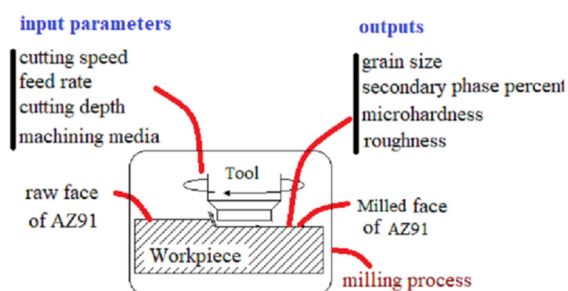 input parameters
cutting speed
feed rate
cutting depth
machining media
outputs
grain size
secondary phase percent
microhardness
roughness
Tool
raw face
of AZ91
Milled face
of AZ91
Workpiece
milling process